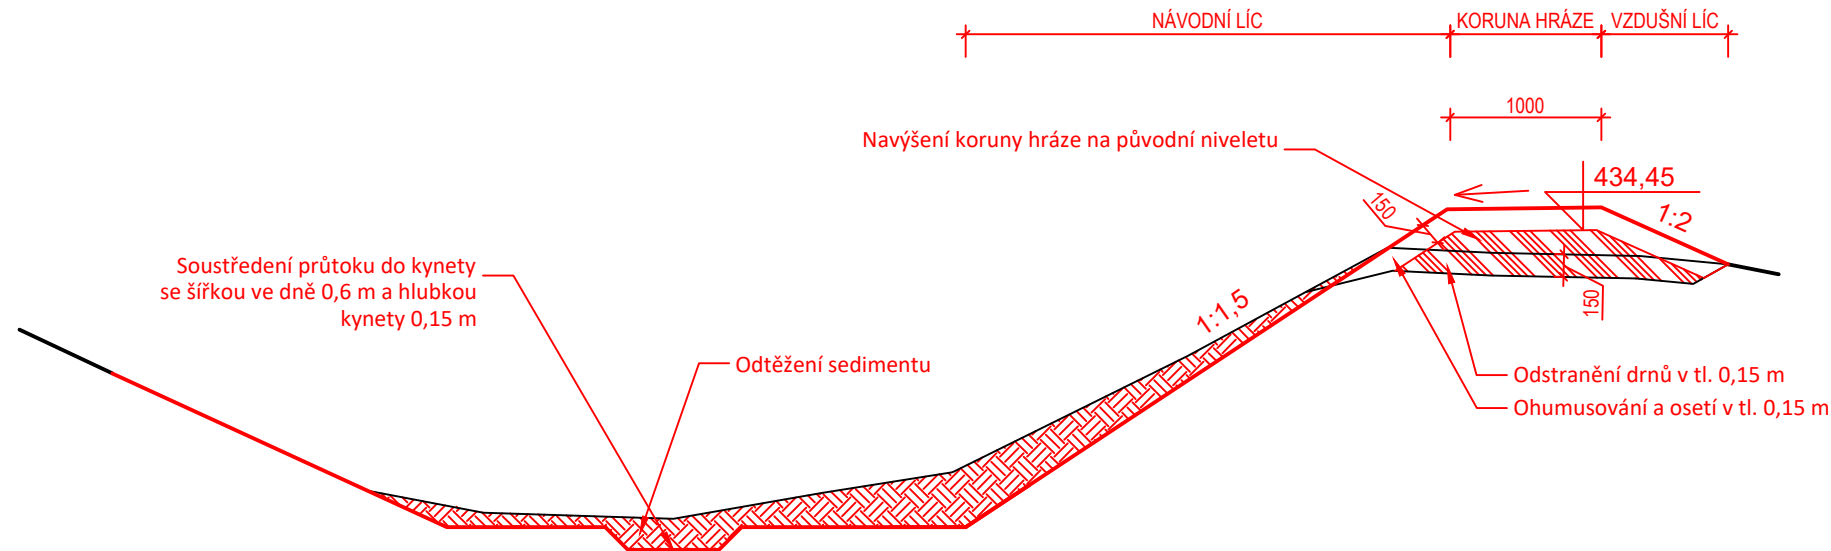 NÁVODNÍ LÍC
KORUNA HRÁZE
VZDUŠNÍ LÍC
1000
Navýšení koruny hráze na původní niveletu
434,45
150
1:2
Soustředení průtoku do kynety
se šířkou ve dně 0,6 m a hlubkou
kynety 0,15 m
150
1:1,5
Odtěžení sedimentu
Odstranění drnů v tl. 0,15 m
Ohumusování a osetí v tl. 0,15 m